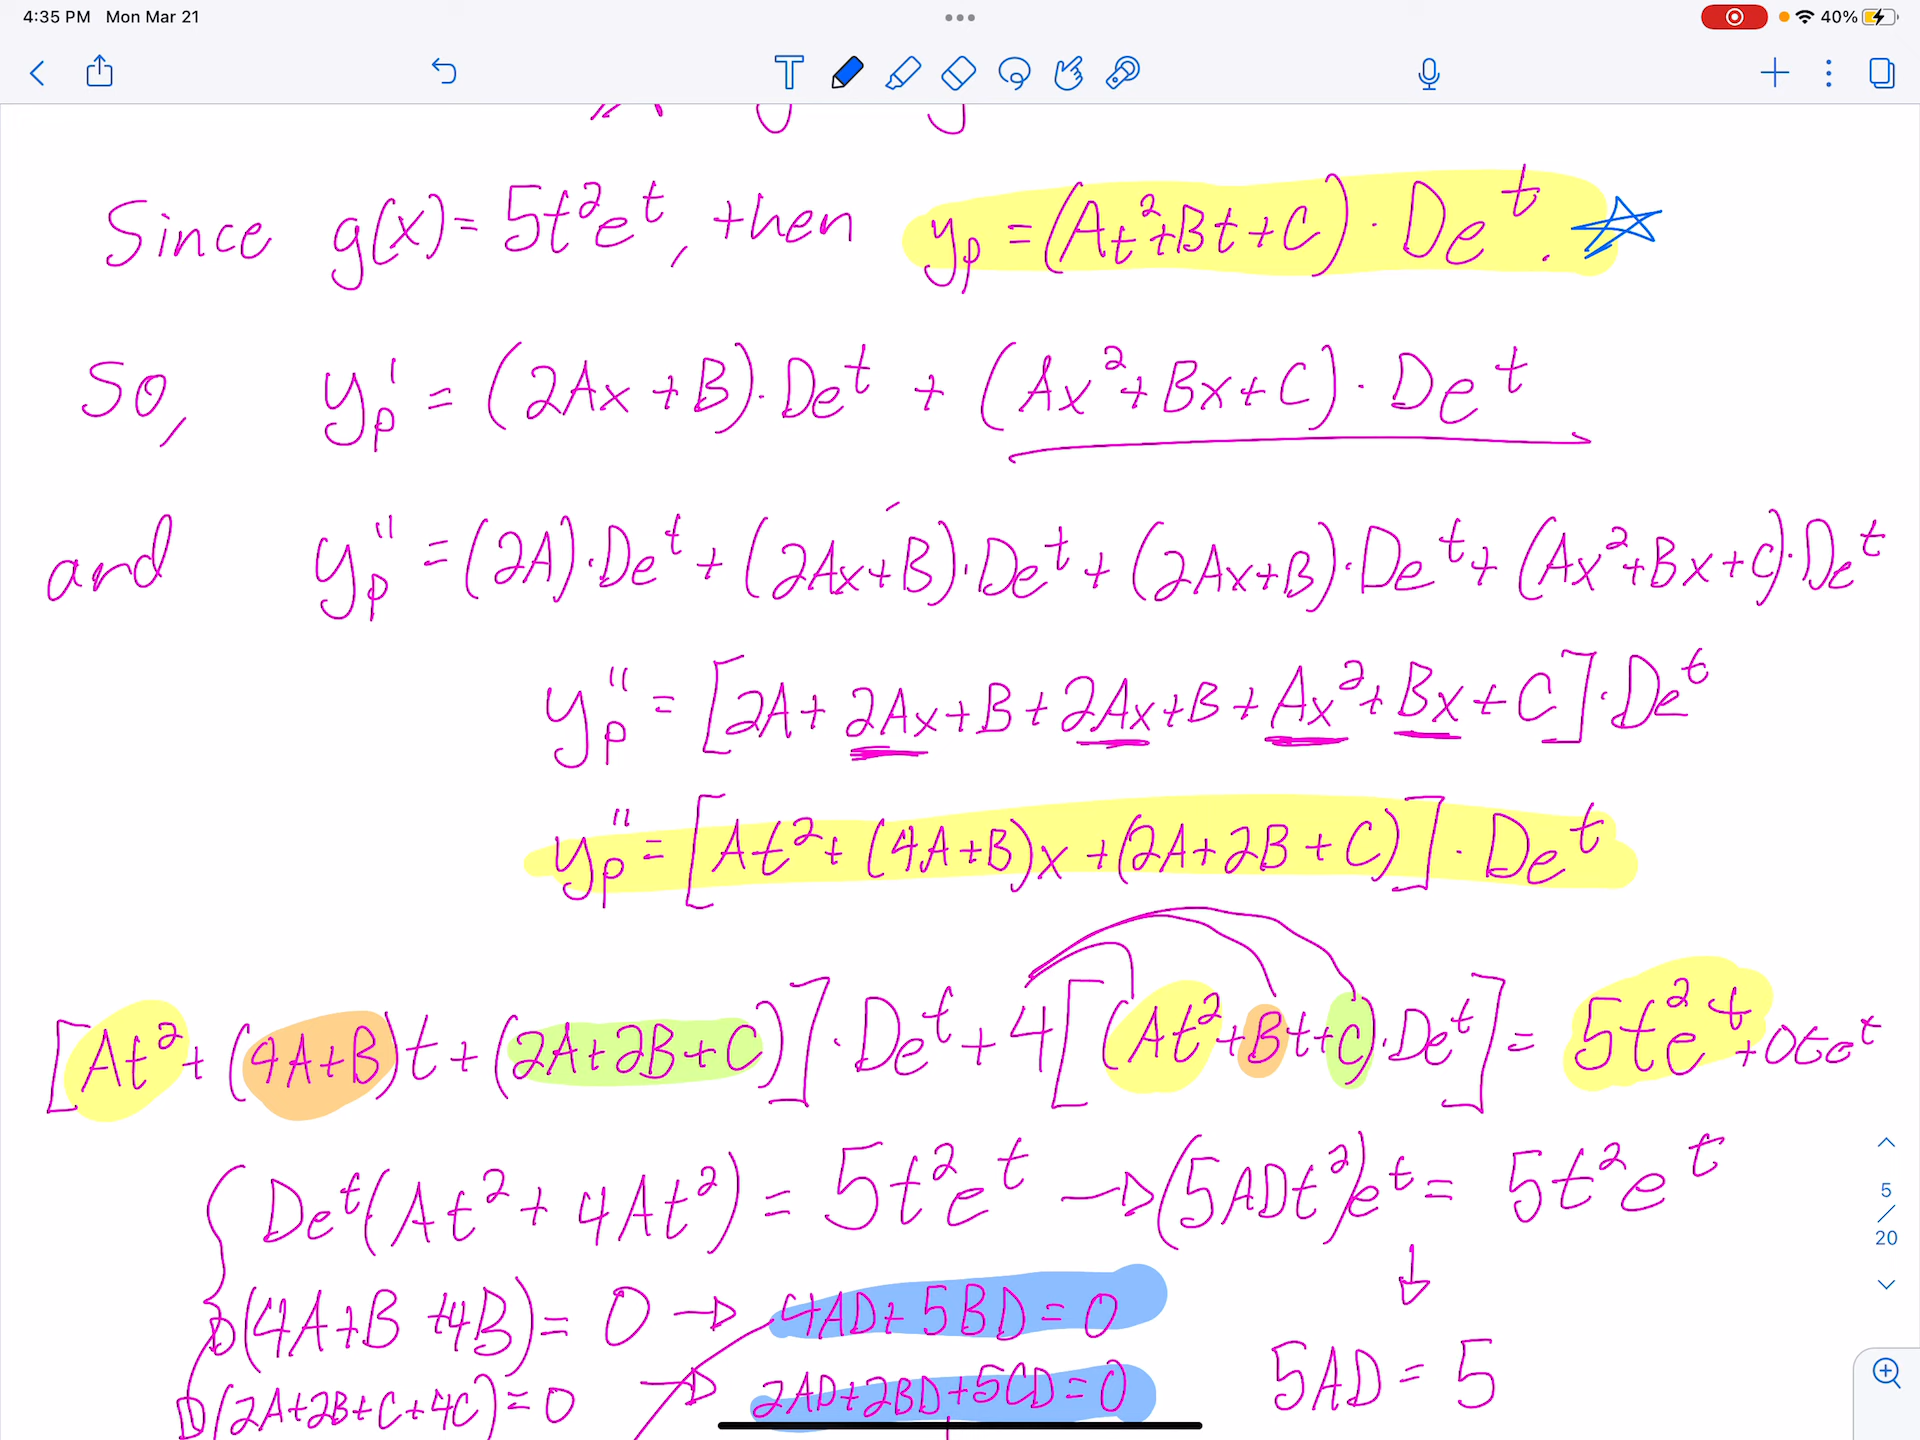 4:35 PM Mon Mar 21
40%
Since g(x)= 5t²eᵗ, then yₚ =(At²+Bt+C) · Deᵗ.
So, yₚ' = (2Ax +B)·Deᵗ + (Ax²+Bx+C) · Deᵗ
and yₚ'' =(2A)·Deᵗ+(2Ax+B)·Deᵗ+(2Ax+B)·Deᵗ+(Ax²+Bx+C)·Deᵗ
yₚ'' = [2A+2Ax+B+2Ax+B+Ax²+Bx+C]·Deᵗ
yₚ'' = [At²+(4A+B)x+(2A+2B+C)]·Deᵗ
[At²+(4A+B)t+(2A+2B+C)]·Deᵗ+4[(At²+Bt+C)·Deᵗ]= 5t²eᵗ+0teᵗ
Deᵗ(At²+4At²)=5t²eᵗ → (5ADt²)eᵗ= 5t²eᵗ
D(4A+B+4B)=0 → 4AD+5BD=0
D(2A+2B+C+4C)=0 → 2AD+2BD+5CD=0
5AD=5
5
/
20